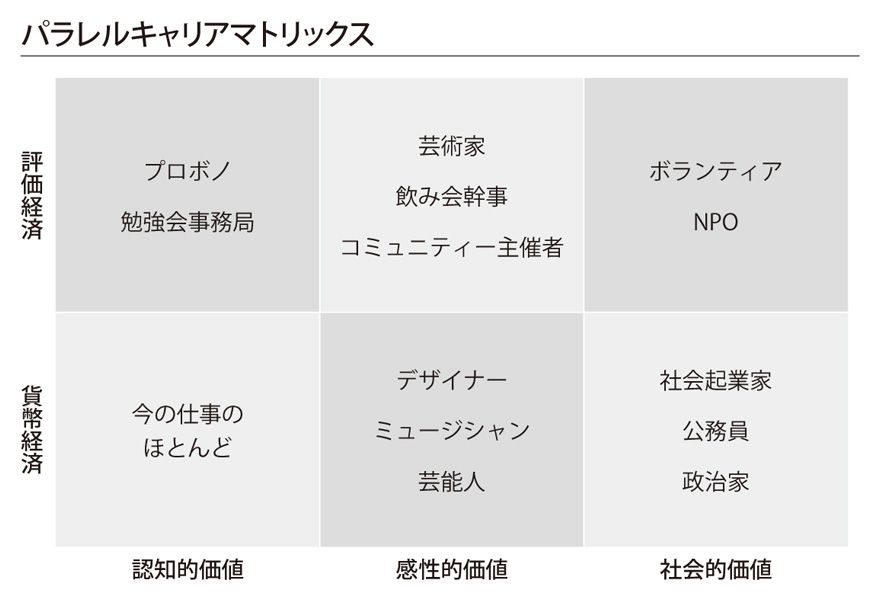 パラレルキャリアマトリックス
評価経済
プロボノ
勉強会事務局
芸術家
飲み会幹事
コミュニティー主催者
ボランティア
NPO
貨幣経済
今の仕事の
ほとんど
デザイナー
ミュージシャン
芸能人
社会起業家
公務員
政治家
認知的価値
感性的価値
社会的価値